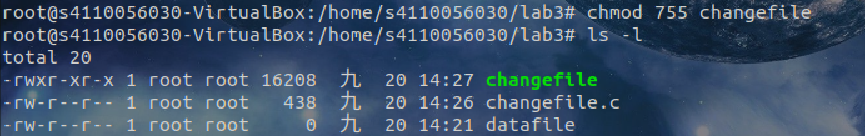 root@s4110056030-VirtualBox:/home/s4110056030/lab3# chmod 755 changefile
root@s4110056030-VirtualBox:/home/s4110056030/lab3# ls -l
total 20
-rwxr-xr-x 1 root root 16208  九  20 14:27 changefile
-rw-r--r-- 1 root root   438  九  20 14:26 changefile.c
-rw-r--r-- 1 root root     0  九  20 14:21 datafile